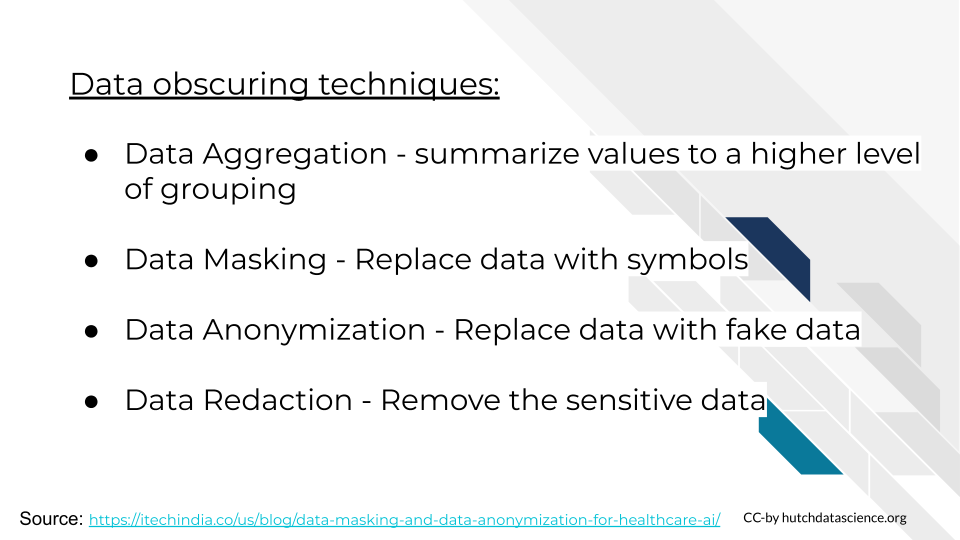 Data obscuring techniques:
● Data Aggregation - summarize values to a higher level
of grouping
● Data Masking - Replace data with symbols
● Data Anonymization - Replace data with fake data
● Data Redaction - Remove the sensitive data
Source: https://itechindia.co/us/blog/data-masking-and-data-anonymization-for-healthcare-ai/
CC-by hutchdatascience.org